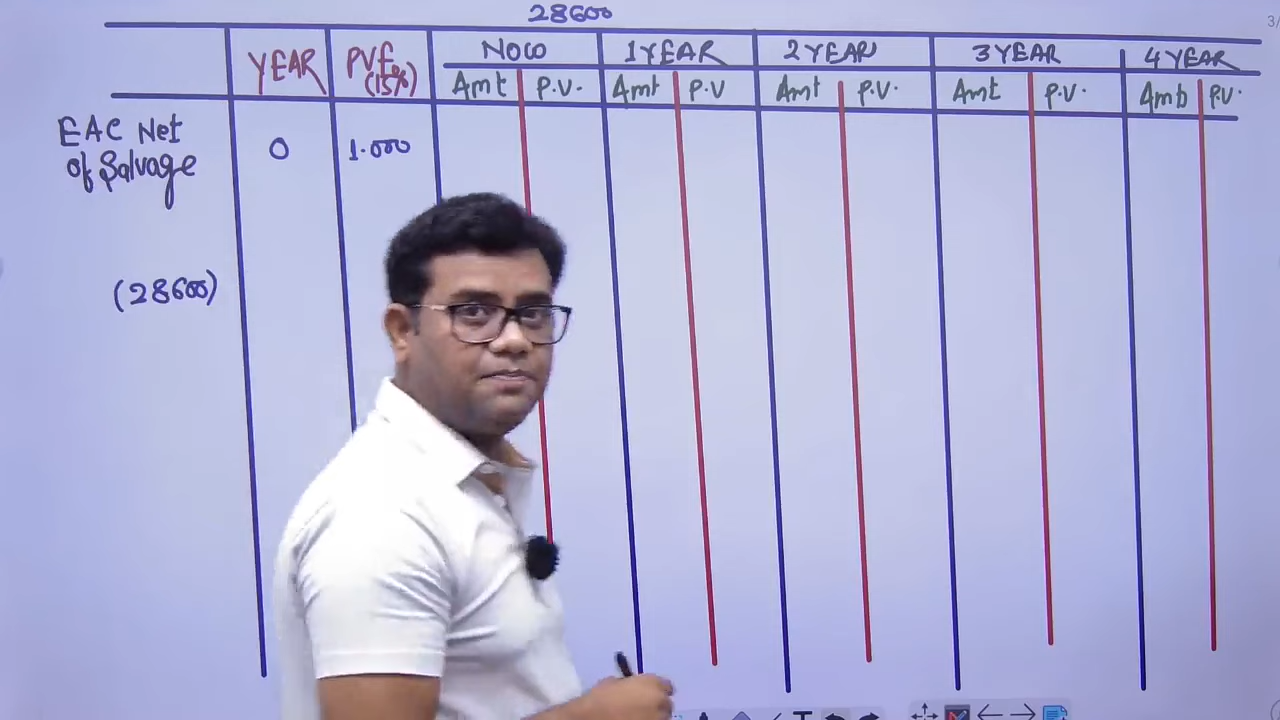 28600
YEAR PVF (15%) NOW 1 YEAR 2 YEAR 3 YEAR 4 YEAR
Amt P.V. Amt P.V Amt P.V. Amt P.V. Amt P.V.
EAC Net
of Salvage
0 1.000
(28600)
3/